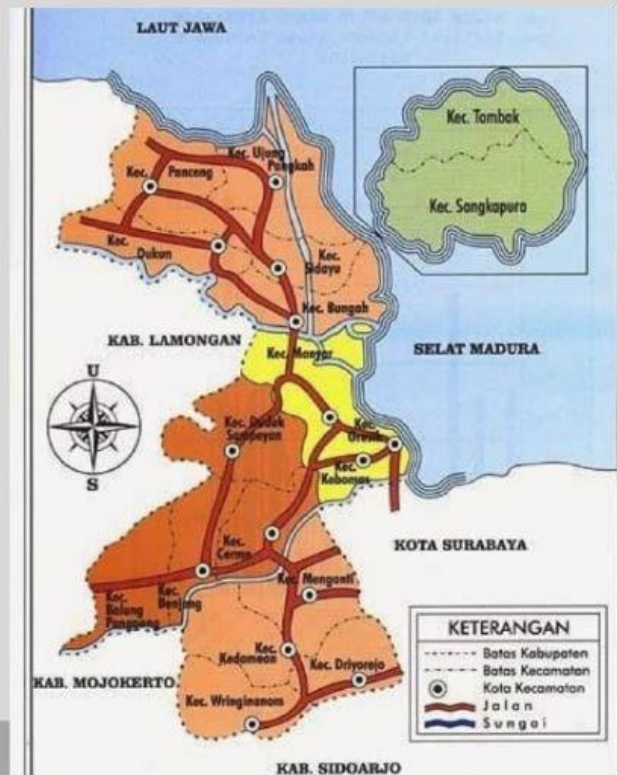 LAUT JAWA
Kec. Tambak
Kec. Sangkapura
Kec. Ujung
Pangkah
Kec. Panceng
Kec.
Dukun
Kec.
Sidayu
Kec. Bungah
KAB. LAMONGAN
Kec. Manyar
SELAT MADURA
U
S
Kec. Duduk
Sampeyan
Kec.
Gresik
Kec.
Kebomas
KOTA SURABAYA
Kec.
Cerme
Kec. Menganti
Kec.
Balong
Panggang
Kec.
Benjeng
KAB. MOJOKERTO
Kec.
Kedamean
Kec. Driyorejo
Kec. Wringinanom
KAB. SIDOARJO
KETERANGAN
Batas Kabupaten
Batas Kecamatan
Kota Kecamatan
Jalan
Sungai